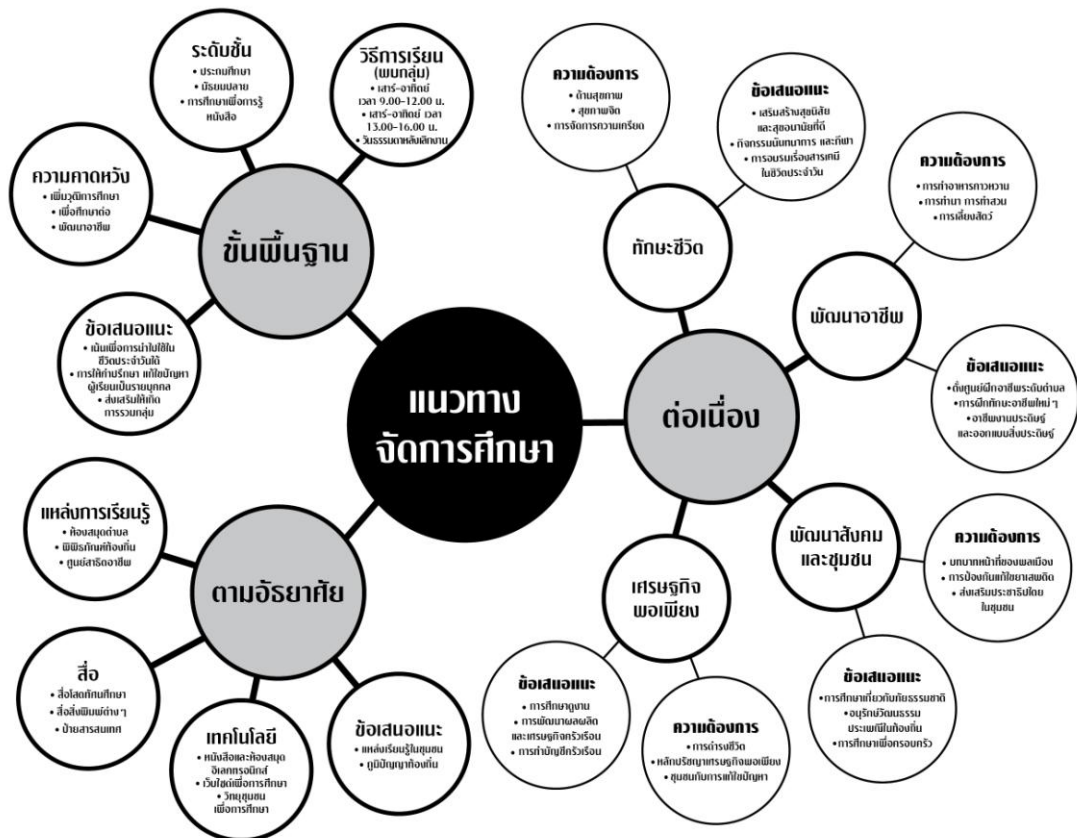 แนวทาง
จัดการศึกษา
ขั้นพื้นฐาน
ระดับชั้น
• ประถมศึกษา
• มัธยมปลาย
• การศึกษาเพื่อการรู้
หนังสือ
วิธีการเรียน
(พบกลุ่ม)
• เสาร์-อาทิตย์
เวลา 9.00-12.00 น.
• เสาร์-อาทิตย์ เวลา
13.00-16.00 น.
• วันธรรมดาหลังเลิกงาน
ความคาดหวัง
• เพิ่มวุฒิการศึกษา
• เพื่อศึกษาต่อ
• พัฒนาอาชีพ
ข้อเสนอแนะ
• เน้นเพื่อการนำไปใช้ใน
ชีวิตประจำวันได้
• การให้คำปรึกษา แก้ไขปัญหา
ผู้เรียนเป็นรายบุคคล
• ส่งเสริมให้เกิด
การรวมกลุ่ม
ตามอัธยาศัย
แหล่งการเรียนรู้
• ห้องสมุดตำบล
• พิพิธภัณฑ์ท้องถิ่น
• ศูนย์สาธิตอาชีพ
สื่อ
• สื่อโสตทัศนศึกษา
• สื่อสิ่งพิมพ์ต่างๆ
• ป้ายสารสนเทศ
เทคโนโลยี
• หนังสือและห้องสมุด
อิเลกทรอนิกส์
• เว็บไซต์เพื่อการศึกษา
• วิทยุชุมชน
เพื่อการศึกษา
ข้อเสนอแนะ
• แหล่งเรียนรู้ในชุมชน
• ภูมิปัญญาท้องถิ่น
ต่อเนื่อง
ทักษะชีวิต
ความต้องการ
• ด้านสุขภาพ
• สุขภาพจิต
• การจัดการความเครียด
ข้อเสนอแนะ
• เสริมสร้างสุขนิสัย
และสุขอนามัยที่ดี
• กิจกรรมนันทนาการ และกีฬา
• การอบรมเรื่องสารเคมี
ในชีวิตประจำวัน
พัฒนาอาชีพ
ความต้องการ
• การทำอาหารคาวหวาน
• การทำนา การทำสวน
• การเลี้ยงสัตว์
ข้อเสนอแนะ
•ตั้งศูนย์ฝึกอาชีพระดับตำบล
•การฝึกทักษะอาชีพใหม่ๆ
• อาชีพงานประดิษฐ์
และออกแบบสิ่งประดิษฐ์
พัฒนาสังคม
และชุมชน
ความต้องการ
• บทบาทหน้าที่ของพลเมือง
• การป้องกันแก้ไขยาเสพติด
• ส่งเสริมประชาธิปไตย
ในชุมชน
ข้อเสนอแนะ
•การศึกษาเกี่ยวกับภัยธรรมชาติ
• อนุรักษ์วัฒนธรรม
ประเพณีในท้องถิ่น
•การศึกษาเพื่อครอบครัว
เศรษฐกิจ
พอเพียง
ข้อเสนอแนะ
• การศึกษาดูงาน
• การพัฒนาผลผลิต
และเศรษฐกิจครัวเรือน
• การทำบัญชีครัวเรือน
ความต้องการ
• การดำรงชีวิต
•หลักปรัชญาเศรษฐกิจพอเพียง
• ชุมชนกับการแก้ไขปัญหา